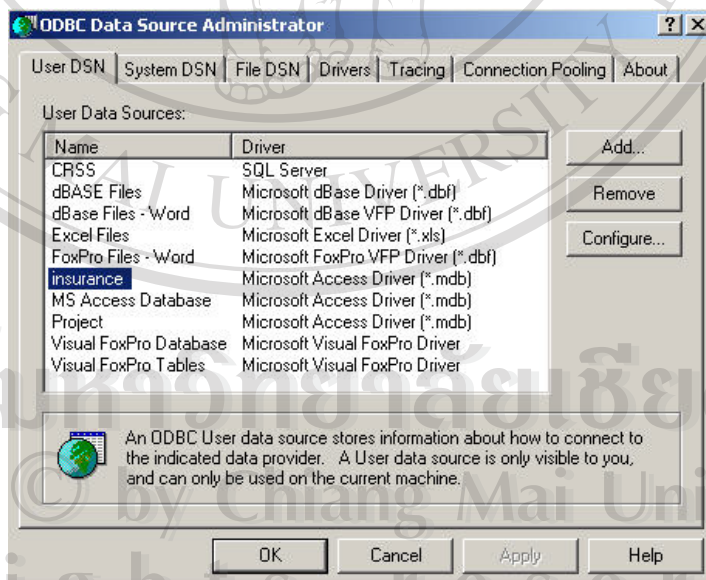 ODBC Data Source Administrator
User DSN System DSN File DSN Drivers Tracing Connection Pooling About
User Data Sources:
Name Driver
CRSS SQL Server
dBASE Files Microsoft dBase Driver (*.dbf)
dBase Files - Word Microsoft dBase VFP Driver (*.dbf)
Excel Files Microsoft Excel Driver (*.xls)
FoxPro Files - Word Microsoft FoxPro VFP Driver (*.dbf)
insurance Microsoft Access Driver (*.mdb)
MS Access Database Microsoft Access Driver (*.mdb)
Project Microsoft Access Driver (*.mdb)
Visual FoxPro Database Microsoft Visual FoxPro Driver
Visual FoxPro Tables Microsoft Visual FoxPro Driver
Add...
Remove
Configure...
An ODBC User data source stores information about how to connect to
the indicated data provider. A User data source is only visible to you,
and can only be used on the current machine.
OK Cancel Apply Help
MAI UNIVERSITY
© by Chiang Mai Uni